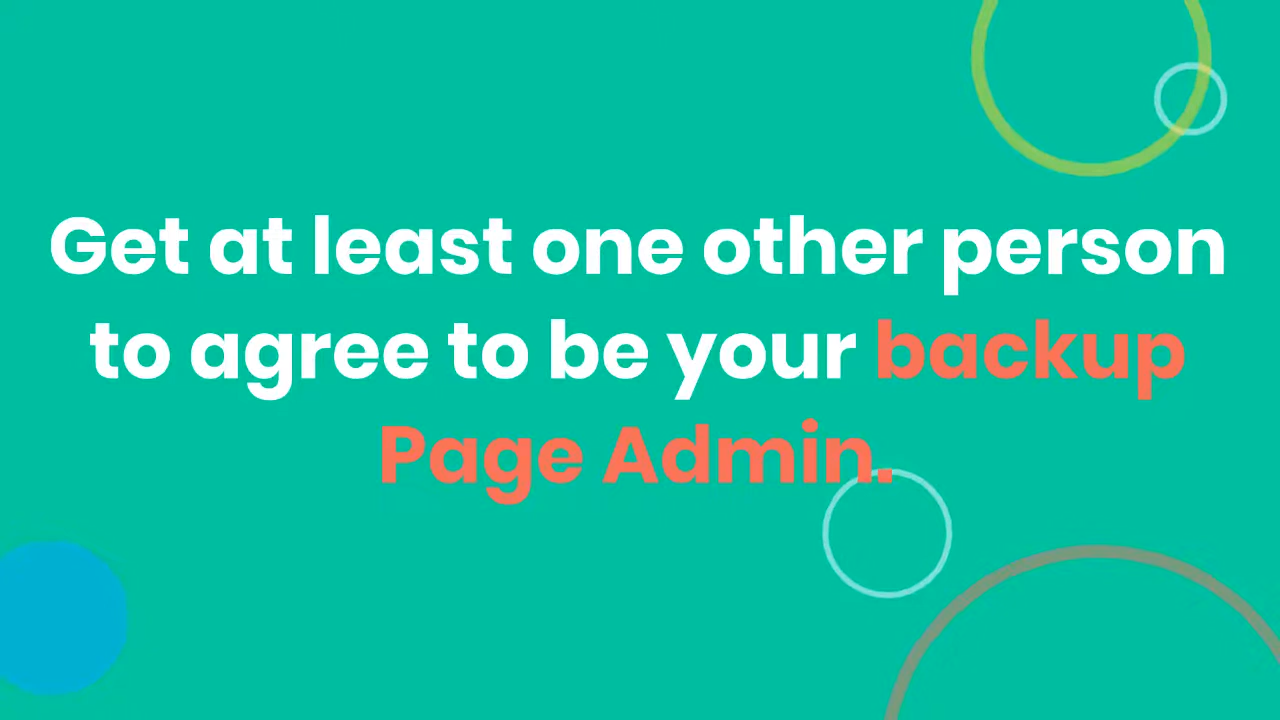 Get at least one other person
to agree to be your backup
Page Admin.